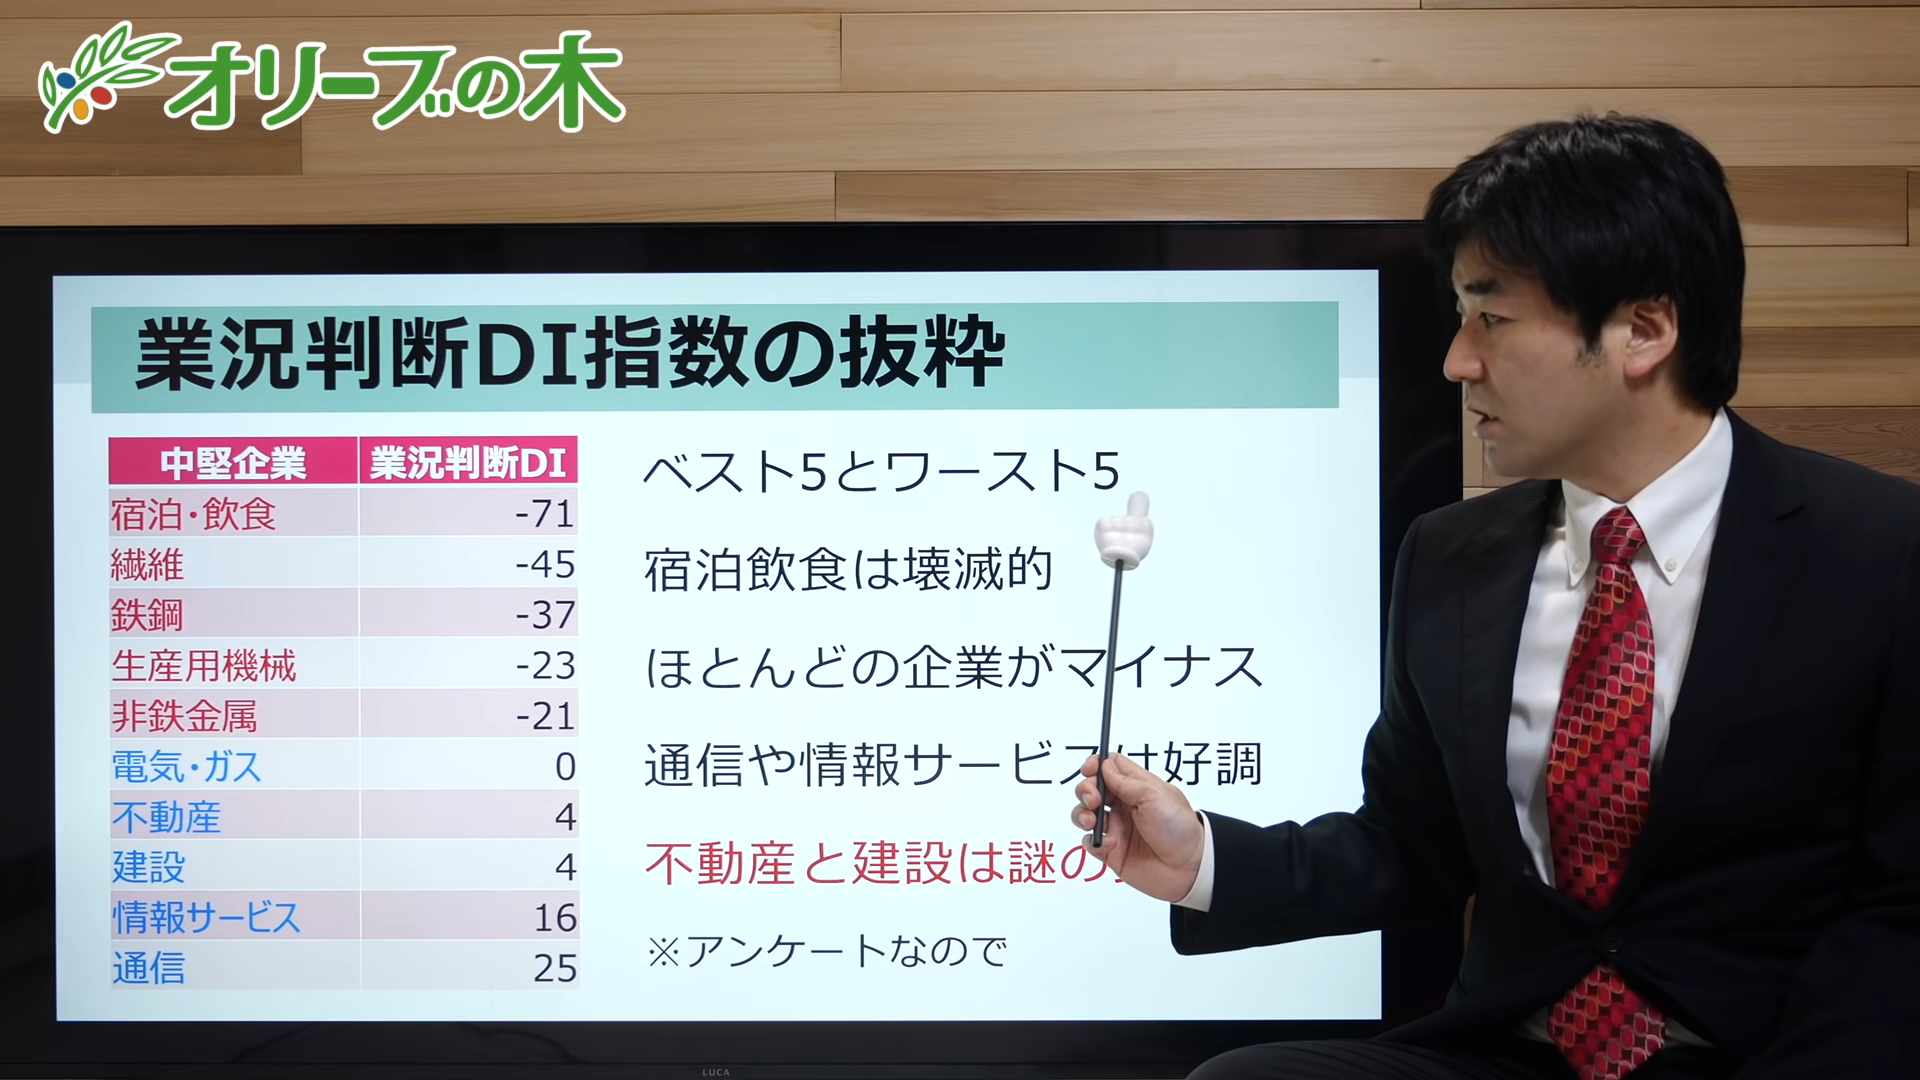 オリーブの木
業況判断DI指数の抜粋
中堅企業 業況判断DI
宿泊・飲食 -71
繊維 -45
鉄鋼 -37
生産用機械 -23
非鉄金属 -21
電気・ガス 0
不動産 4
建設 4
情報サービス 16
通信 25
ベスト5とワースト5
宿泊飲食は壊滅的
ほとんどの企業がマイナス
通信や情報サービスは好調
不動産と建設は謎の
※アンケートなので
LUCA